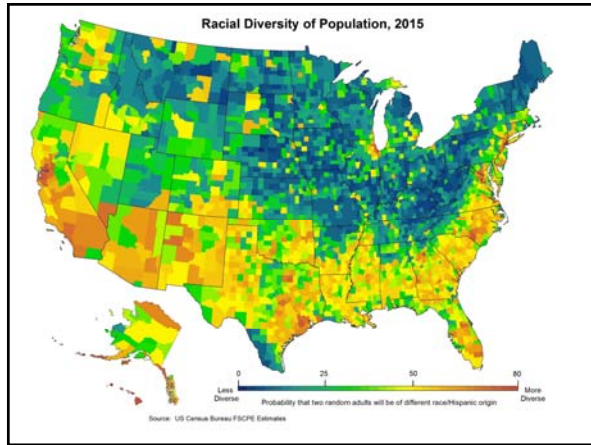 Racial Diversity of Population, 2015
0 25 50 80
Less Diverse
More Diverse
Probability that two random adults will be of different race/Hispanic origin
Source: US Census Bureau FSCPE Estimates